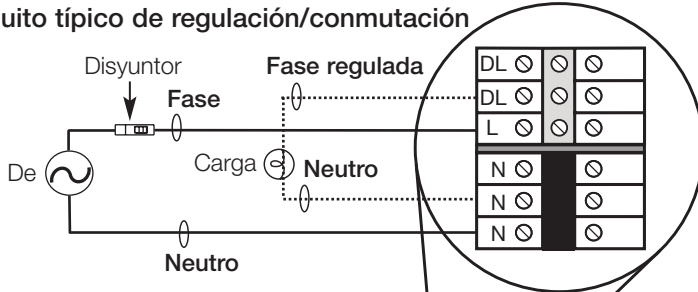 uito típico de regulación/conmutación
Disyuntor
Fase regulada
Fase
De
Carga
Neutro
Neutro
DL
DL
L
N
N
N